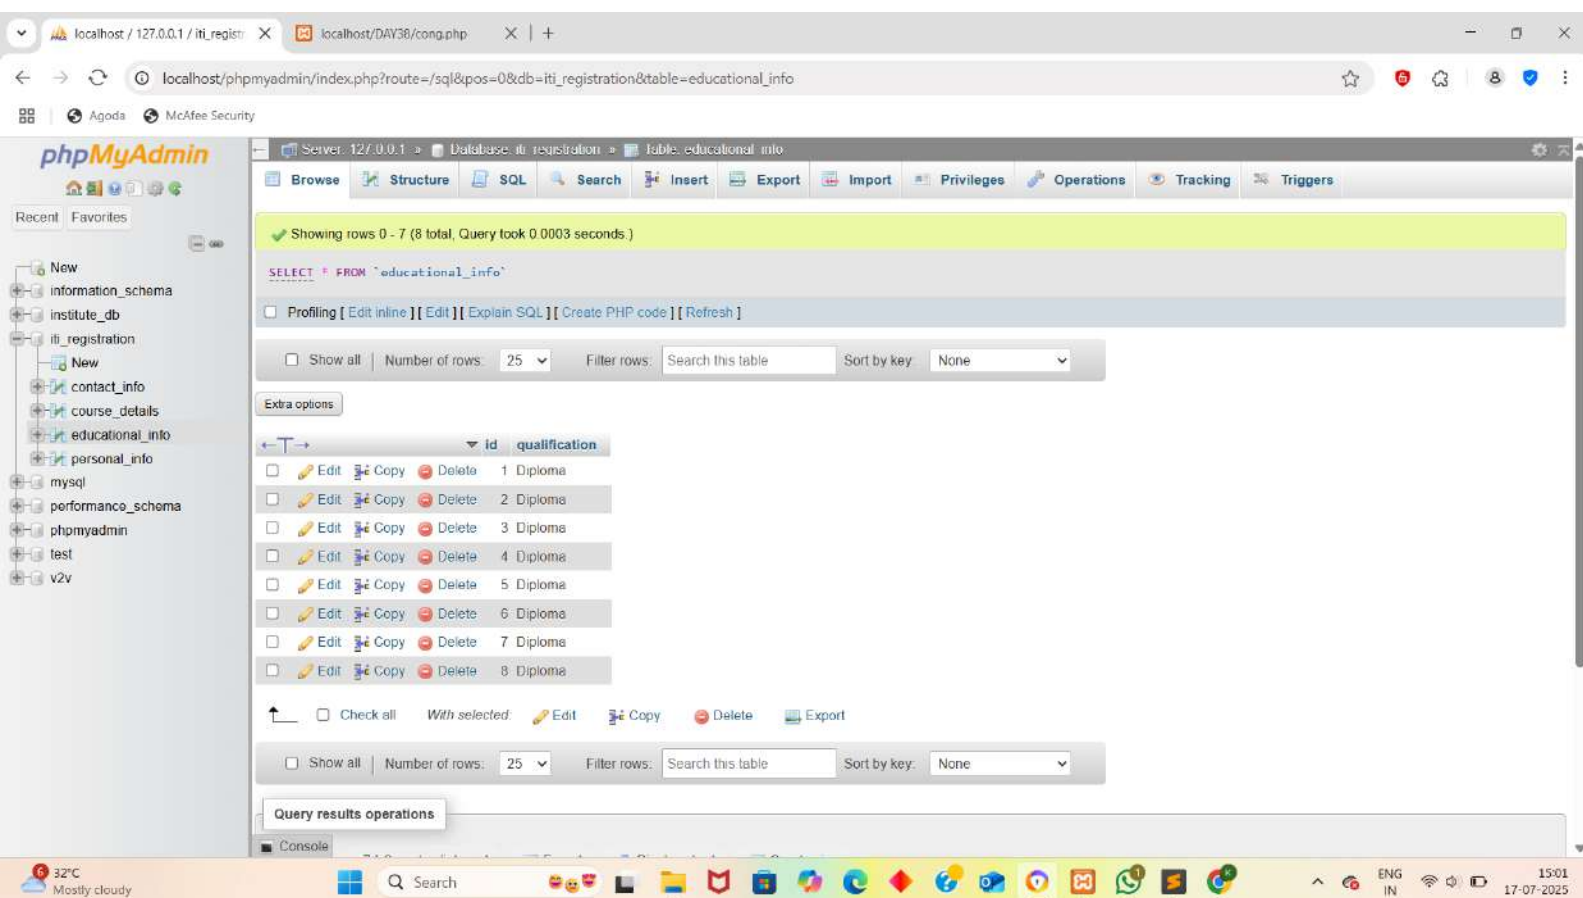 localhost / 127.0.0.1 / iti_registr
localhost/DAY38/cong.php
localhost/phpmyadmin/index.php?route=/sql&pos=0&db=iti_registration&table=educational_info
Agoda McAfee Security
phpMyAdmin
Recent Favorites
New
information_schema
institute_db
iti_registration
New
contact_info
course_details
educational_info
personal_info
mysql
performance_schema
phpmyadmin
test
v2v
Server: 127.0.0.1 » Database: iti_registration » Table: educational_info
Browse Structure SQL Search Insert Export Import Privileges Operations Tracking Triggers
Showing rows 0 - 7 (8 total, Query took 0.0003 seconds.)
SELECT * FROM `educational_info`
Profiling [ Edit inline ] [ Edit ] [ Explain SQL ] [ Create PHP code ] [ Refresh ]
Show all | Number of rows: 25 Filter rows: Search this table Sort by key: None
Extra options
←T→ id qualification
Edit Copy Delete 1 Diploma
Edit Copy Delete 2 Diploma
Edit Copy Delete 3 Diploma
Edit Copy Delete 4 Diploma
Edit Copy Delete 5 Diploma
Edit Copy Delete 6 Diploma
Edit Copy Delete 7 Diploma
Edit Copy Delete 8 Diploma
Check all With selected: Edit Copy Delete Export
Show all | Number of rows: 25 Filter rows: Search this table Sort by key: None
Query results operations
Console
6 32°C
Mostly cloudy
Search
ENG
IN
15:01
17-07-2025